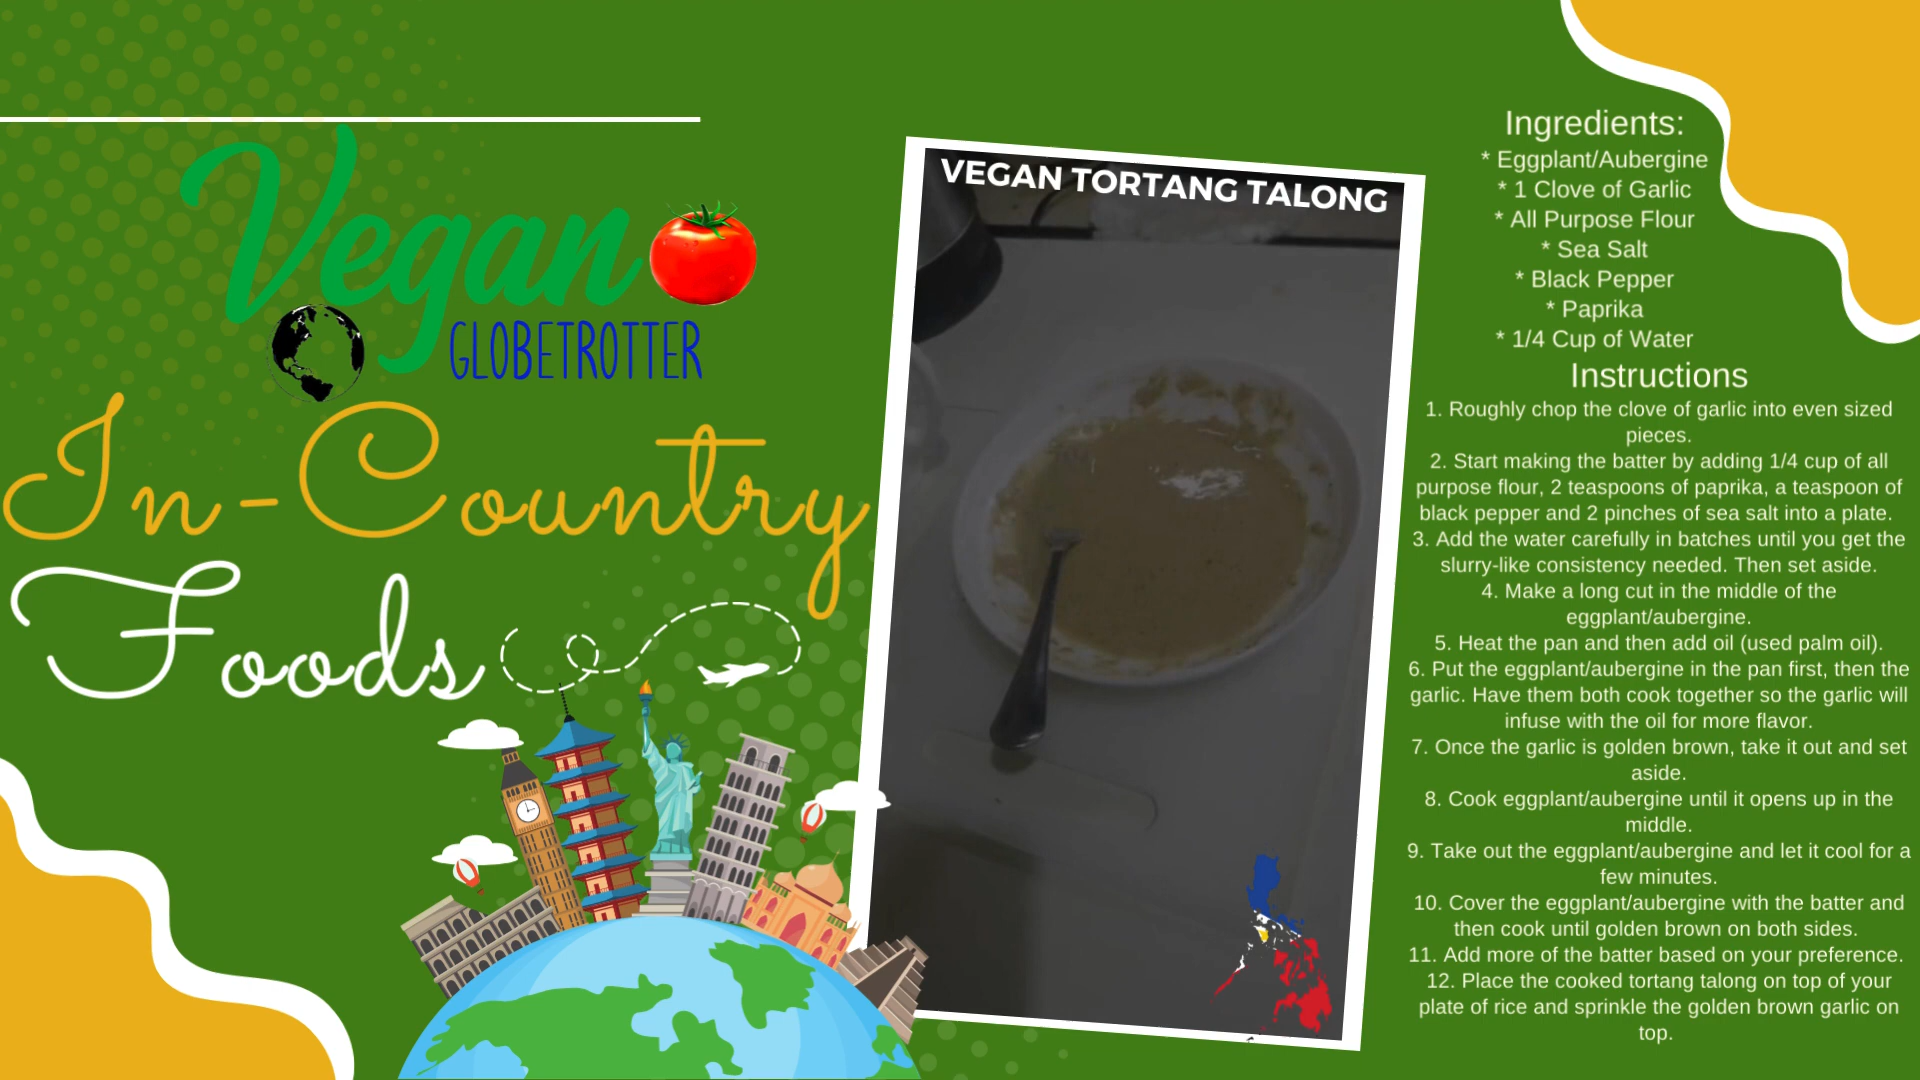 Vegan
GLOBETROTTER
In-Country
Foods
VEGAN TORTANG TALONG
Ingredients:
* Eggplant/Aubergine
* 1 Clove of Garlic
* All Purpose Flour
* Sea Salt
* Black Pepper
* Paprika
* 1/4 Cup of Water
Instructions
1. Roughly chop the clove of garlic into even sized
pieces.
2. Start making the batter by adding 1/4 cup of all
purpose flour, 2 teaspoons of paprika, a teaspoon of
black pepper and 2 pinches of sea salt into a plate.
3. Add the water carefully in batches until you get the
slurry-like consistency needed. Then set aside.
4. Make a long cut in the middle of the
eggplant/aubergine.
5. Heat the pan and then add oil (used palm oil).
6. Put the eggplant/aubergine in the pan first, then the
garlic. Have them both cook together so the garlic will
infuse with the oil for more flavor.
7. Once the garlic is golden brown, take it out and set
aside.
8. Cook eggplant/aubergine until it opens up in the
middle.
9. Take out the eggplant/aubergine and let it cool for a
few minutes.
10. Cover the eggplant/aubergine with the batter and
then cook until golden brown on both sides.
11. Add more of the batter based on your preference.
12. Place the cooked tortang talong on top of your
plate of rice and sprinkle the golden brown garlic on
top.